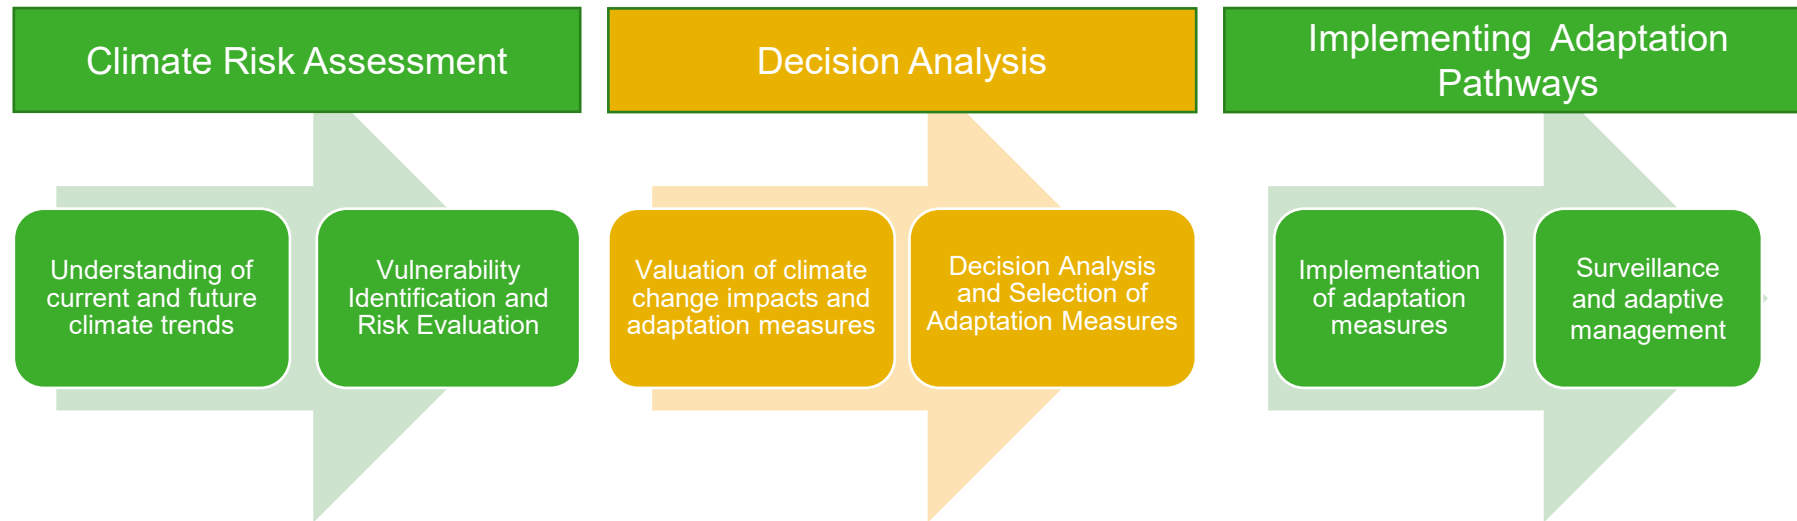 Climate Risk Assessment
Decision Analysis
Implementing Adaptation
Pathways
Understanding of
current and future
climate trends
Vulnerability
Identification and
Risk Evaluation
Valuation of climate
change impacts and
adaptation measures
Decision Analysis
and Selection of
Adaptation Measures
Implementation
of adaptation
measures
Surveillance
and adaptive
management